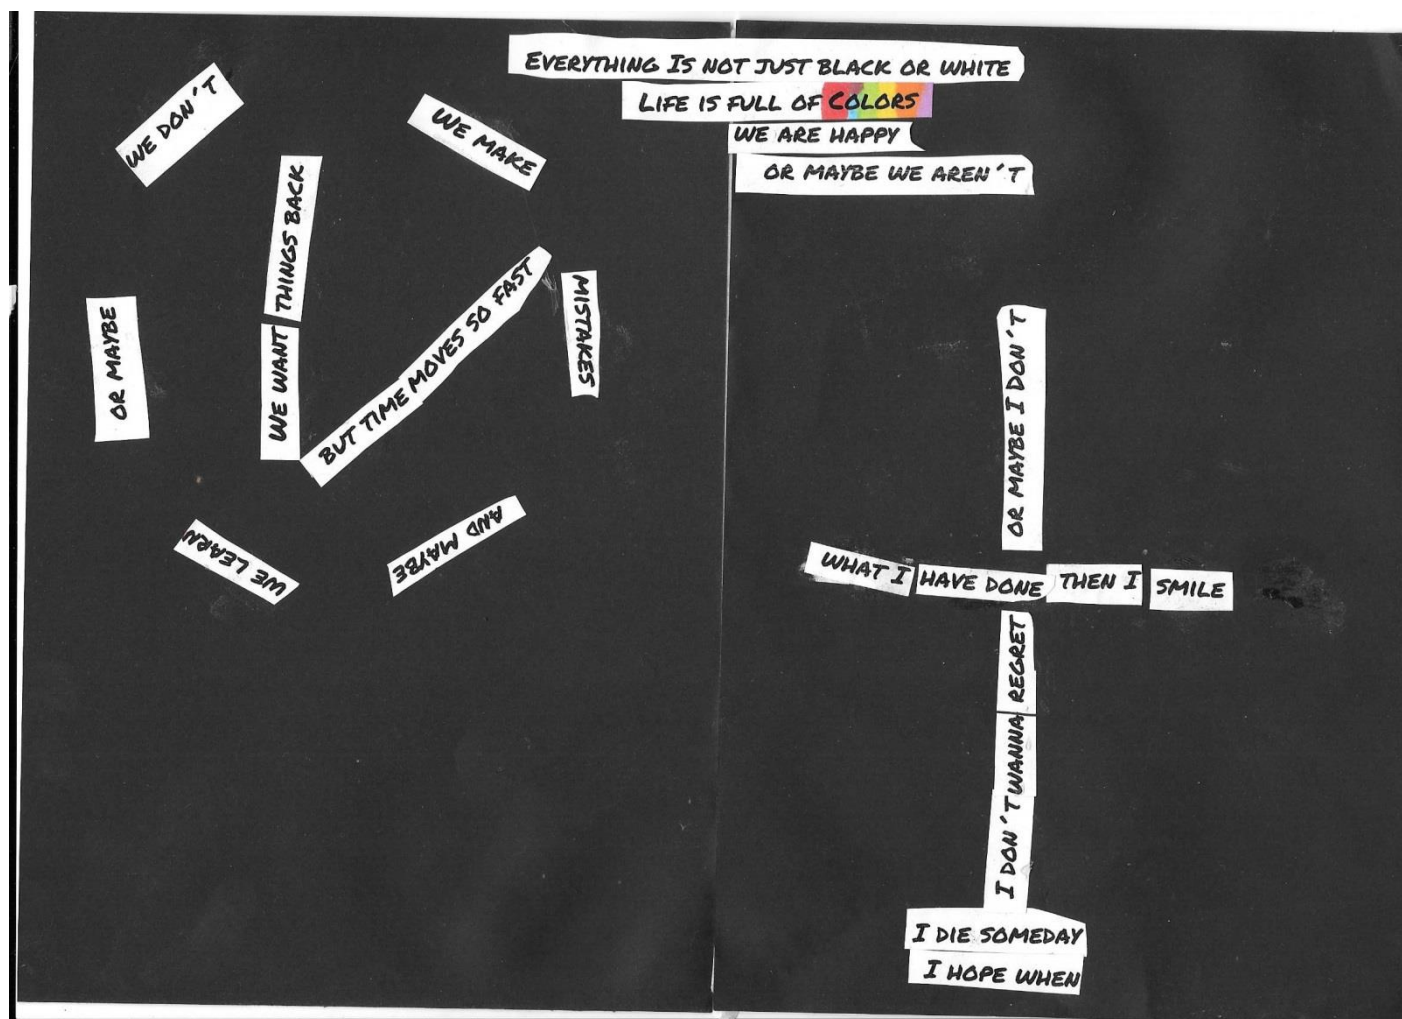 EVERYTHING IS NOT JUST BLACK OR WHITE
LIFE IS FULL OF COLORS
WE ARE HAPPY
OR MAYBE WE AREN'T
WE MAKE
MISTAKES
AND MAYBE
WE LEARN
OR MAYBE
WE DON'T
WE WANT THINGS BACK
BUT TIME MOVES SO FAST
I HOPE WHEN
I DIE SOMEDAY
I DON'T WANNA REGRET
WHAT I HAVE DONE THEN I SMILE
OR MAYBE I DON'T